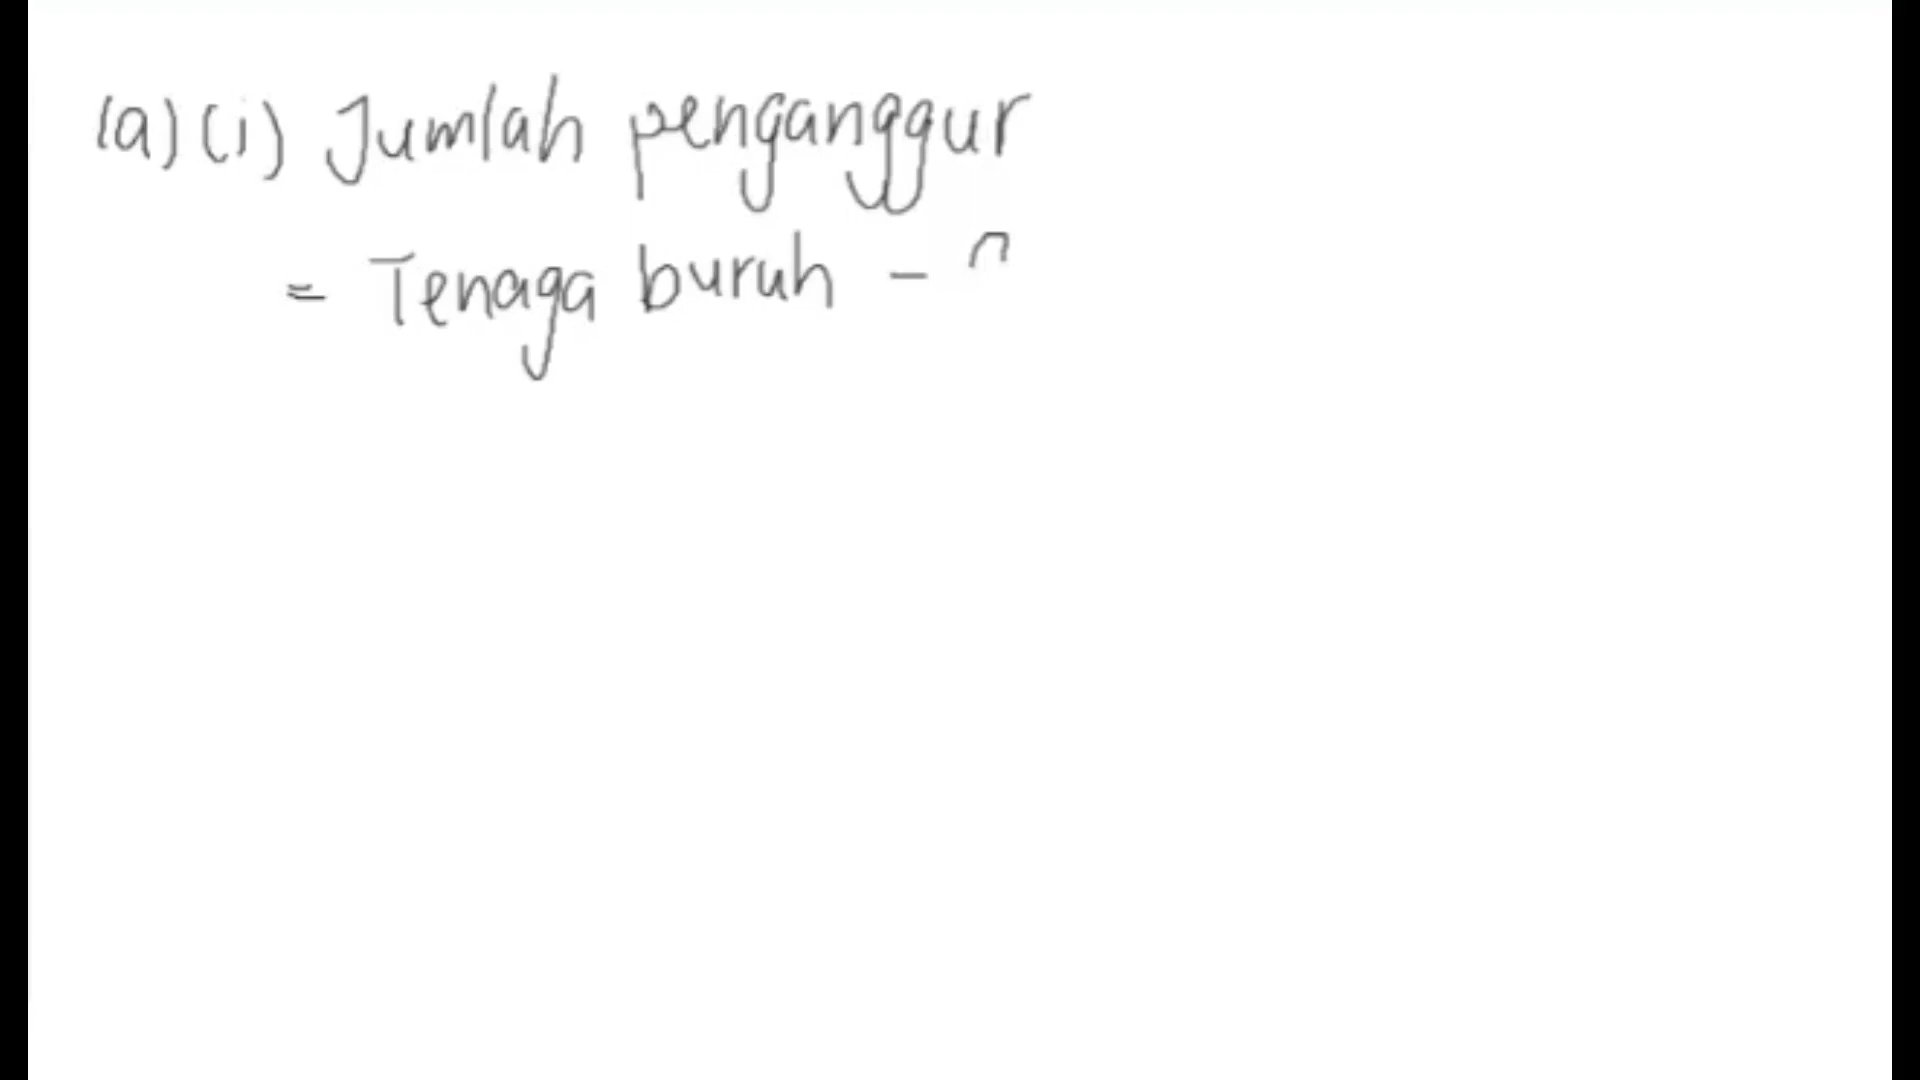 (a) (i) Jumlah penganggur
= Tenaga buruh -